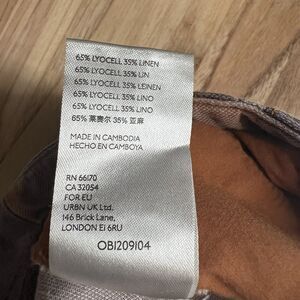 65% LYOCELL 35% LINEN
65% LYOCELL 35% LIN
65% LYOCELL 35% LEINEN
65% LYOCELL 35% LINO
65% LYOCELL 35% LINO
65% 莱赛尔 35% 亚麻
MADE IN CAMBODIA
HECHO EN CAMBOYA
RN 66170
CA 32054
FOR EU
URBN UK Ltd.
146 Brick Lane,
LONDON E1 6RU
OB1209104